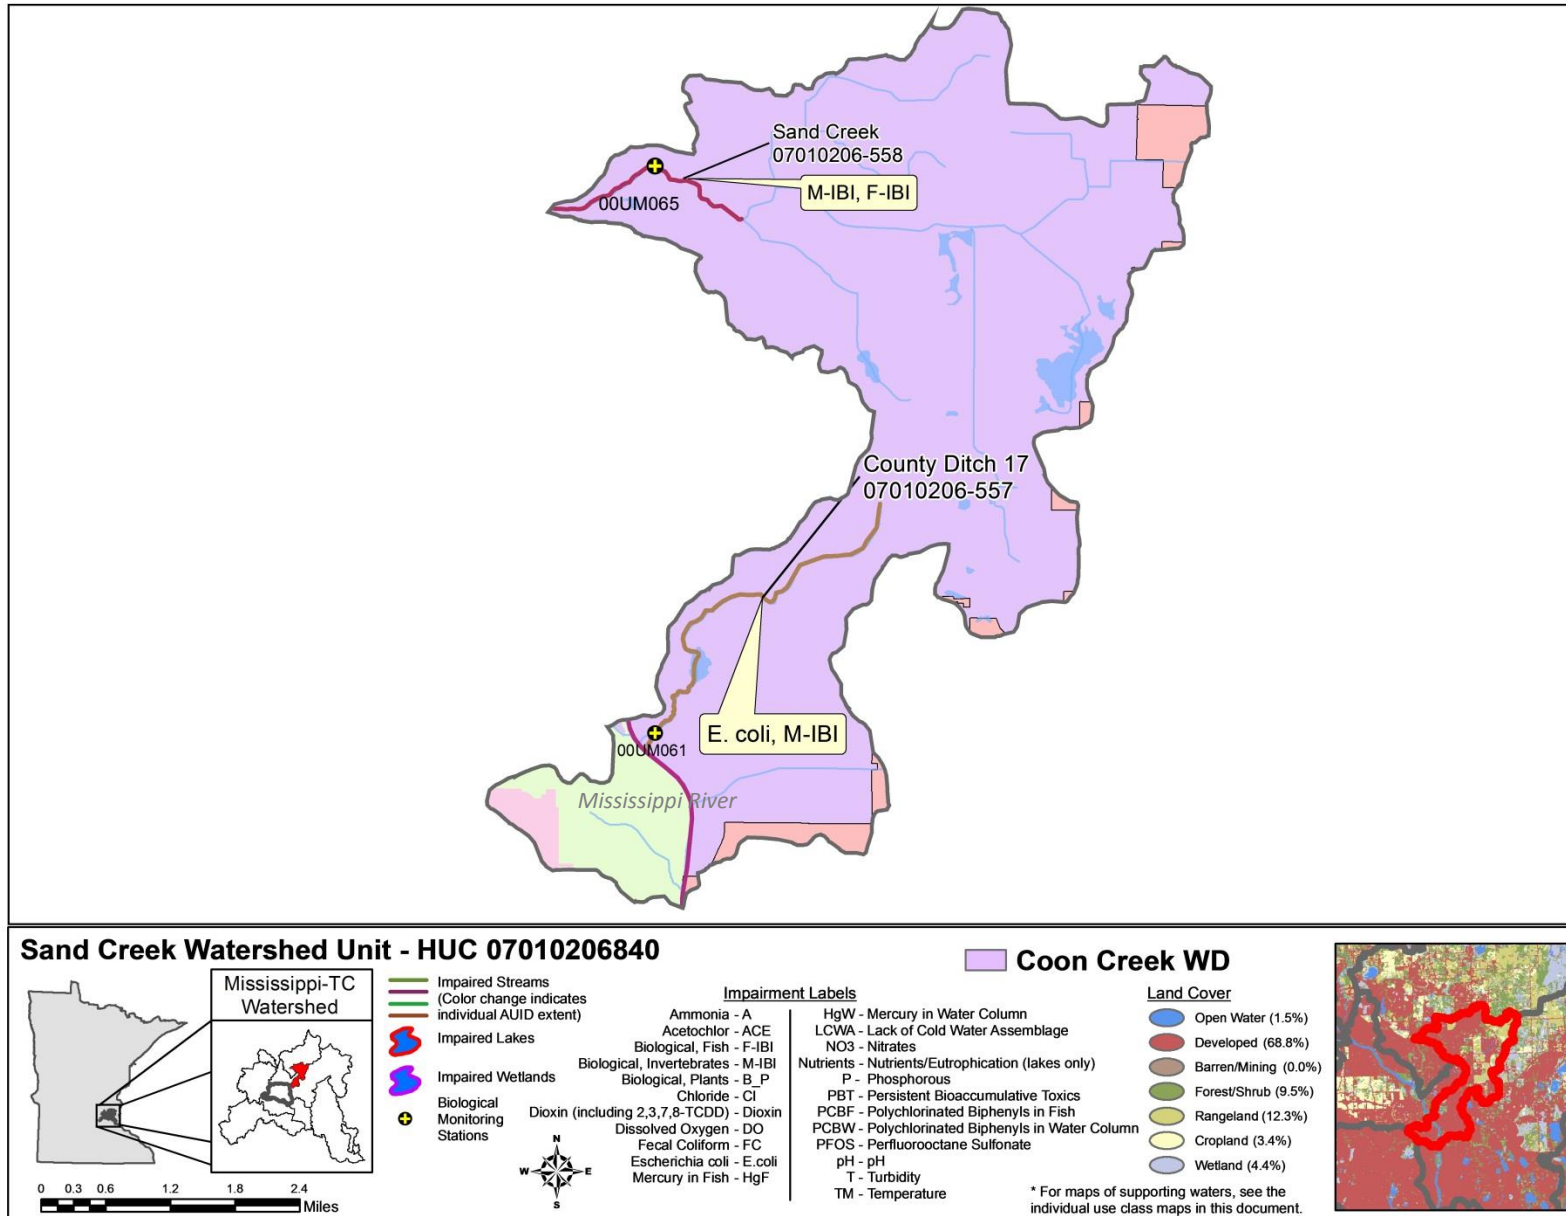 Sand Creek
07010206-558
M-IBI, F-IBI
00UM065
County Ditch 17
07010206-557
E. coli, M-IBI
00UM061
Mississippi River
Sand Creek Watershed Unit - HUC 07010206840
Mississippi-TC
Watershed
0 0.3 0.6 1.2 1.8 2.4
Miles
Impaired Streams
(Color change indicates
individual AUID extent)
Impaired Lakes
Impaired Wetlands
Biological
Monitoring
Stations
N
W E
S
Impairment Labels
Ammonia - A
Acetochlor - ACE
Biological, Fish - F-IBI
Biological, Invertebrates - M-IBI
Biological, Plants - B_P
Chloride - Cl
Dioxin (including 2,3,7,8-TCDD) - Dioxin
Dissolved Oxygen - DO
Fecal Coliform - FC
Escherichia coli - E.coli
Mercury in Fish - HgF
HgW - Mercury in Water Column
LCWA - Lack of Cold Water Assemblage
NO3 - Nitrates
Nutrients - Nutrients/Eutrophication (lakes only)
P - Phosphorous
PBT - Persistent Bioaccumulative Toxics
PCBF - Polychlorinated Biphenyls in Fish
PCBW - Polychlorinated Biphenyls in Water Column
PFOS - Perfluorooctane Sulfonate
pH - pH
T - Turbidity
TM - Temperature
Coon Creek WD
Land Cover
Open Water (1.5%)
Developed (68.8%)
Barren/Mining (0.0%)
Forest/Shrub (9.5%)
Rangeland (12.3%)
Cropland (3.4%)
Wetland (4.4%)
* For maps of supporting waters, see the
individual use class maps in this document.